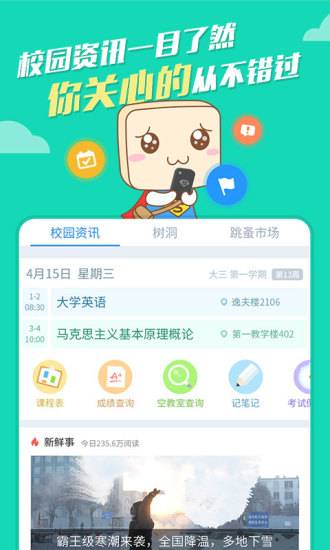 校园资讯一目了然
你关心的从不错过
校园资讯 树洞 跳蚤市场
4月15日 星期三 大三 第一学期 第12周
1-2
08:30
大学英语 逸夫楼2106
3-4
10:00
马克思主义基本原理概论 第一教学楼402
课程表 成绩查询 空教室查询 记笔记
新鲜事 今日235.6万阅读
霸王级寒潮来袭，全国降温，多地下雪